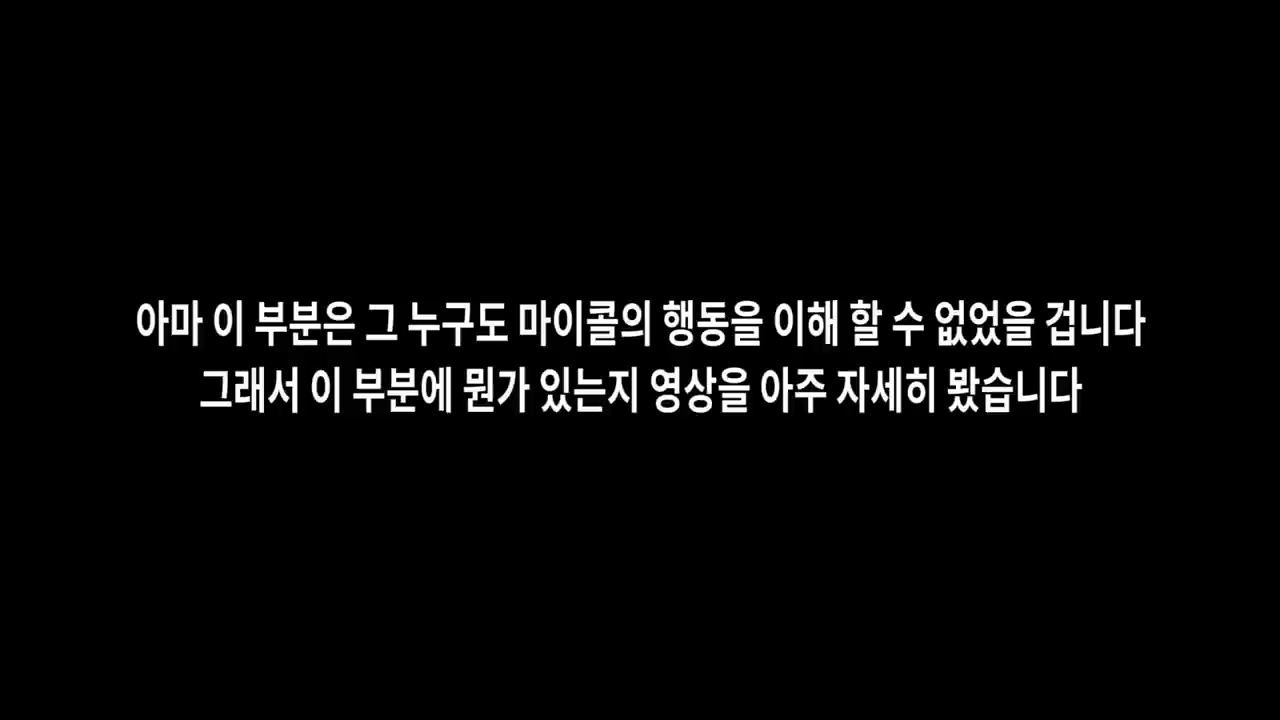 아마 이 부분은 그 누구도 마이콜의 행동을 이해 할 수 없었을 겁니다
그래서 이 부분에 뭔가 있는지 영상을 아주 자세히 봤습니다